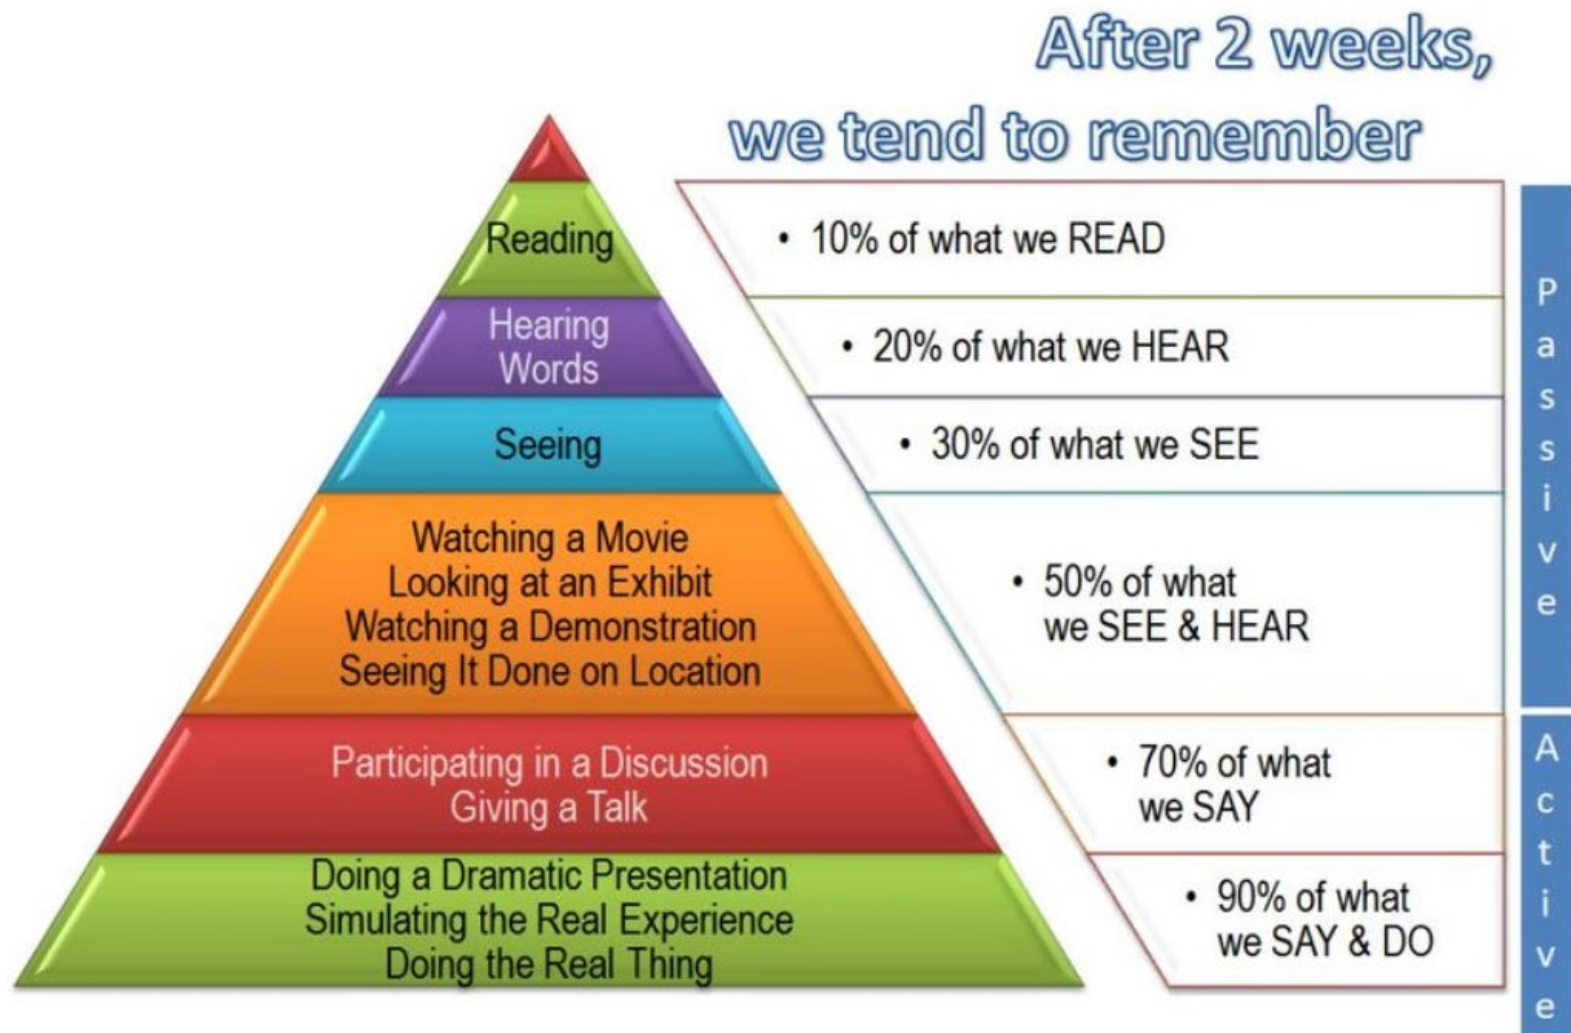 After 2 weeks,
we tend to remember
Reading
• 10% of what we READ
Hearing
Words
• 20% of what we HEAR
Seeing
• 30% of what we SEE
Watching a Movie
Looking at an Exhibit
Watching a Demonstration
Seeing It Done on Location
• 50% of what
we SEE & HEAR
Participating in a Discussion
Giving a Talk
• 70% of what
we SAY
Doing a Dramatic Presentation
Simulating the Real Experience
Doing the Real Thing
• 90% of what
we SAY & DO
Passive
Active